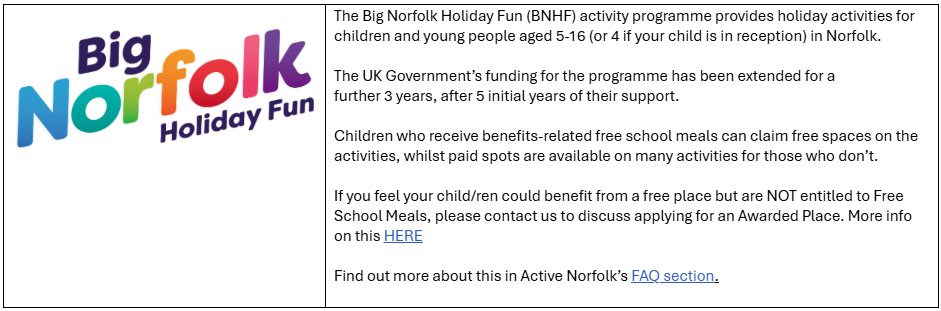 Big
Norfolk
Holiday Fun
The Big Norfolk Holiday Fun (BNHF) activity programme provides holiday activities for
children and young people aged 5-16 (or 4 if your child is in reception) in Norfolk.
The UK Government’s funding for the programme has been extended for a
further 3 years, after 5 initial years of their support.
Children who receive benefits-related free school meals can claim free spaces on the
activities, whilst paid spots are available on many activities for those who don’t.
If you feel your child/ren could benefit from a free place but are NOT entitled to Free
School Meals, please contact us to discuss applying for an Awarded Place. More info
on this HERE
Find out more about this in Active Norfolk’s FAQ section.